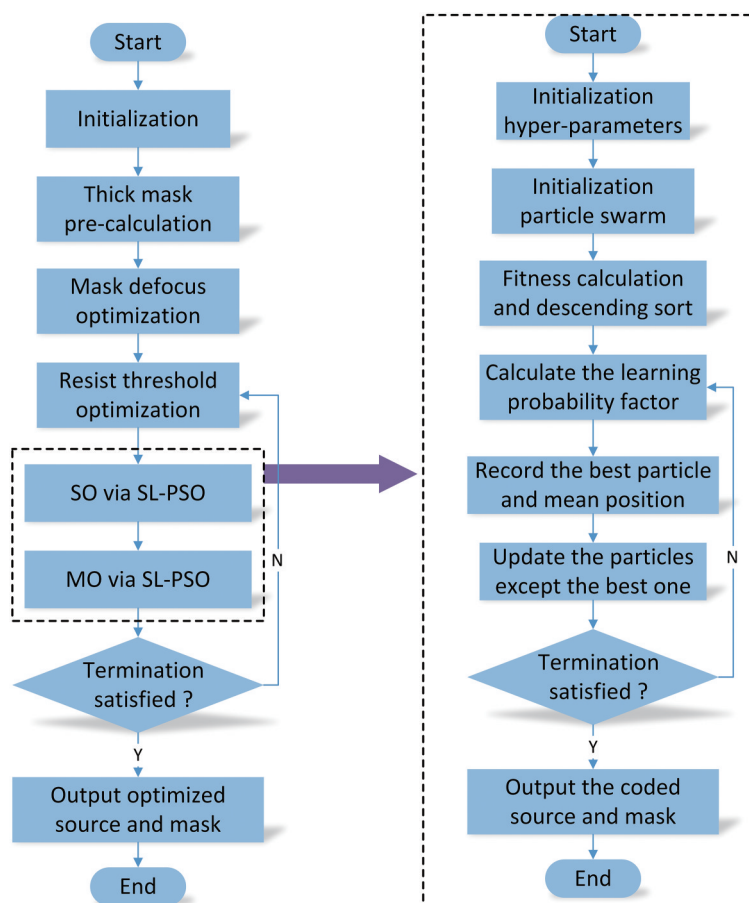 Start
Initialization
Thick mask
pre-calculation
Mask defocus
optimization
Resist threshold
optimization
SO via SL-PSO
MO via SL-PSO
N
Termination
satisfied ?
Y
Output optimized
source and mask
End
Start
Initialization
hyper-parameters
Initialization
particle swarm
Fitness calculation
and descending sort
Calculate the learning
probability factor
Record the best particle
and mean position
Update the particles
except the best one
N
Termination
satisfied ?
Y
Output the coded
source and mask
End